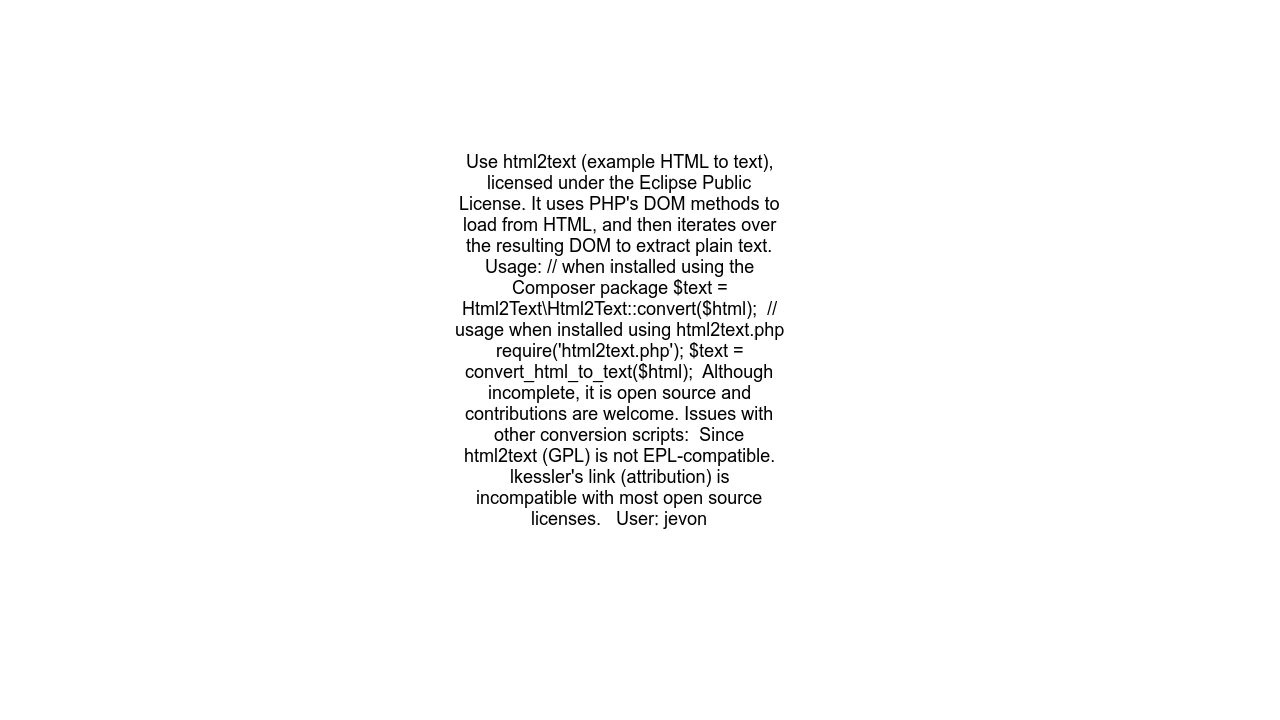 Use html2text (example HTML to text),
licensed under the Eclipse Public
License. It uses PHP's DOM methods to
load from HTML, and then iterates over
the resulting DOM to extract plain text.
Usage: // when installed using the
Composer package $text =
Html2Text\Html2Text::convert($html);  //
usage when installed using html2text.php
require('html2text.php'); $text =
convert_html_to_text($html);  Although
incomplete, it is open source and
contributions are welcome. Issues with
other conversion scripts:  Since
html2text (GPL) is not EPL-compatible.
lkessler's link (attribution) is
incompatible with most open source
licenses.   User: jevon